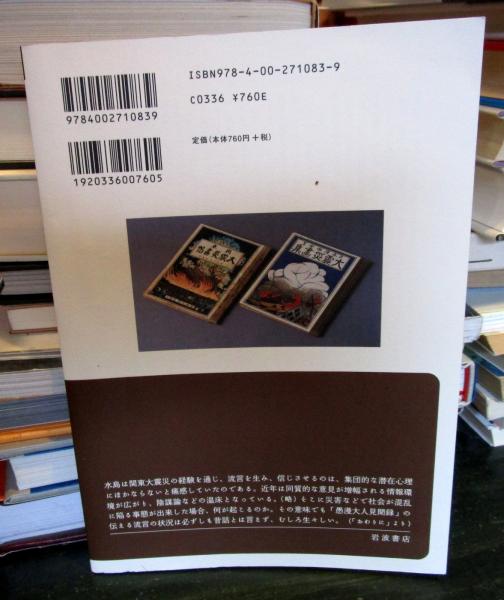 ISBN978-4-00-271083-9
C0336 ¥760E
定価(本体760円+税)
9784002710839
1920336007605
水島は関東大震災の経験を通じ、流言を生み、信じさせるのは、集団的な潜在心理
にほかならないと痛感していたのである。近年は同質的な意見が増幅される情報環
境が広がり、陰謀論などの温床となっている。(略)そこに災害などで社会が混乱
に陥る事態が出来した場合、何が起こるのか。その意味でも『愚漫大人見聞録』の
伝える流言の状況は必ずしも昔話とは言えず、むしろ生々しい。(「おわりに」より)
岩波書店